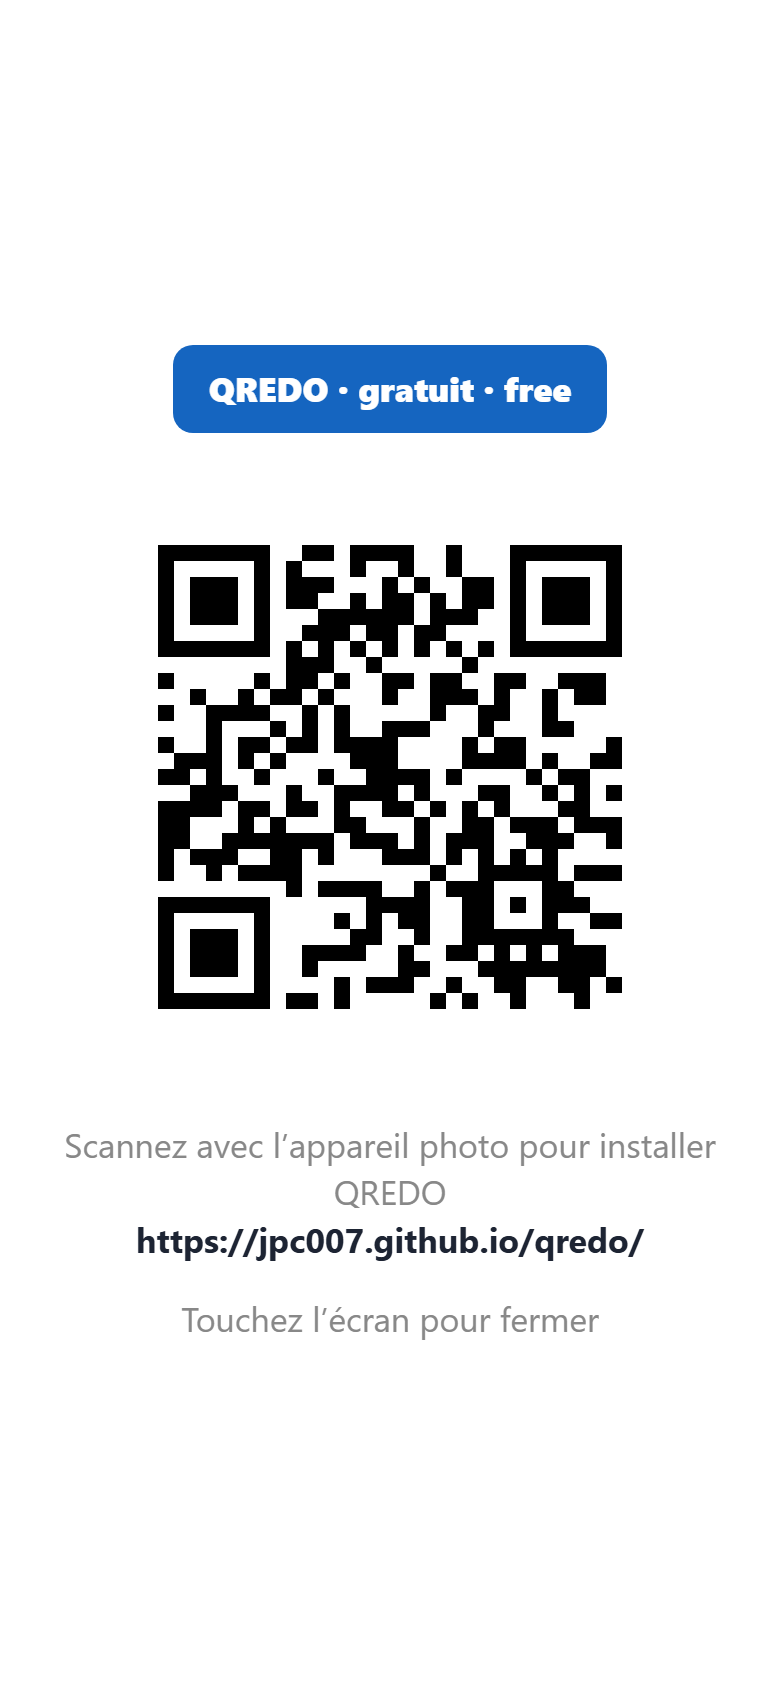 QREDO · gratuit · free
Scannez avec l’appareil photo pour installer
QREDO
https://jpc007.github.io/qredo/
Touchez l’écran pour fermer